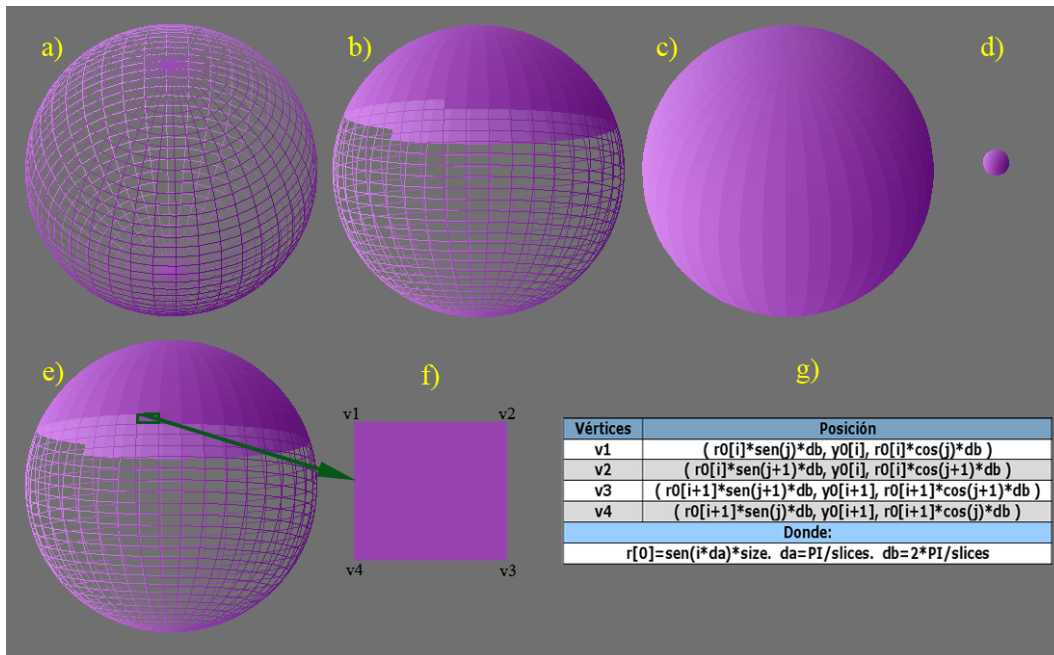 a)
b)
c)
d)
e)
f)
g)
v1
v2
v4
v3
Vértices Posición
v1 ( r0[i]*sen(j)*db, y0[i], r0[i]*cos(j)*db )
v2 ( r0[i]*sen(j+1)*db, y0[i], r0[i]*cos(j+1)*db )
v3 ( r0[i+1]*sen(j+1)*db, y0[i+1], r0[i+1]*cos(j+1)*db )
v4 ( r0[i+1]*sen(j)*db, y0[i+1], r0[i+1]*cos(j)*db )
Donde:
r[0]=sen(i*da)*size. da=PI/slices. db=2*PI/slices